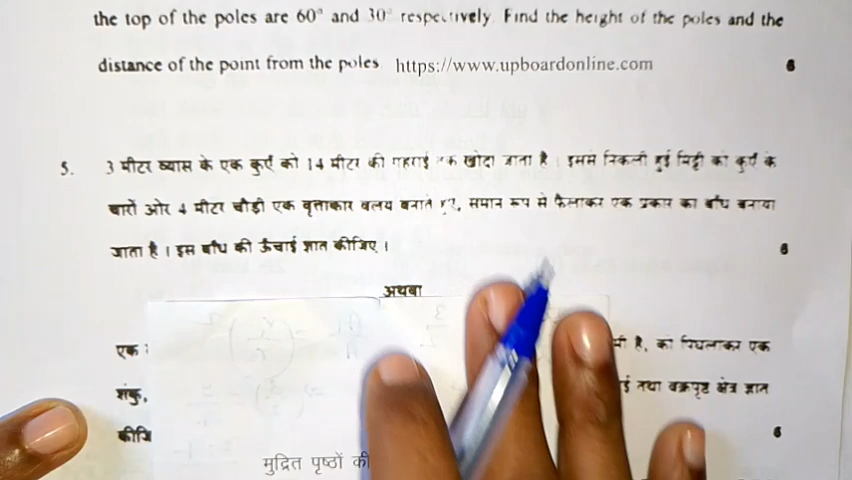 the top of the poles are 60° and 30° respectively. Find the height of the poles and the
distance of the point from the poles https://www.upboardonline.com 6
5. 3 मीटर व्यास के एक कुएँ को 14 मीटर की गहराई तक खोदा जाता है । इससे निकली हुई मिट्टी को कुएँ के
चारों ओर 4 मीटर चौड़ी एक वृत्ताकार वलय बनाते हुए, समान रूप से फैलाकर एक प्रकार का बाँध बनाया
जाता है । इस बाँध की ऊँचाई ज्ञात कीजिए । 6
अथवा
एक है, को पिघलाकर एक
शंकु, तथा वक्रपृष्ठ क्षेत्र ज्ञात
6
मुद्रित पृष्ठों की